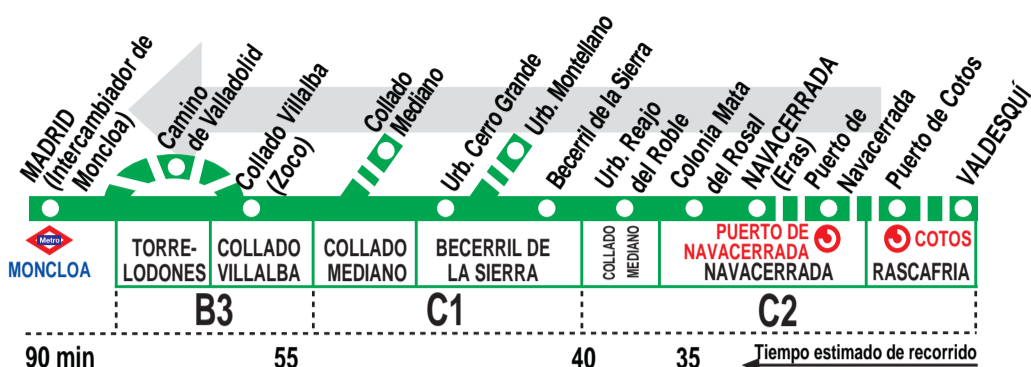 MADRID
(Intercambiador de
Moncloa)
Camino
de Valladolid
Collado Villalba
(Zoco)
Collado
Mediano
Urb. Cerro Grande
Urb. Montellano
Becerril de la Sierra
Urb. Reajo
del Roble
Colonia Mata
del Rosal
NAVACERRADA
(Eras)
Puerto de
Navacerrada
Puerto de Cotos
VALDESQUÍ
Metro
MONCLOA
TORRE-
LODONES
COLLADO
VILLALBA
COLLADO
MEDIANO
BECERRIL DE
LA SIERRA
COLLADO
MEDIANO
PUERTO DE
NAVACERRADA
NAVACERRADA
COTOS
RASCAFRIA
B3
C1
C2
90 min
55
40
35
Tiempo estimado de recorrido